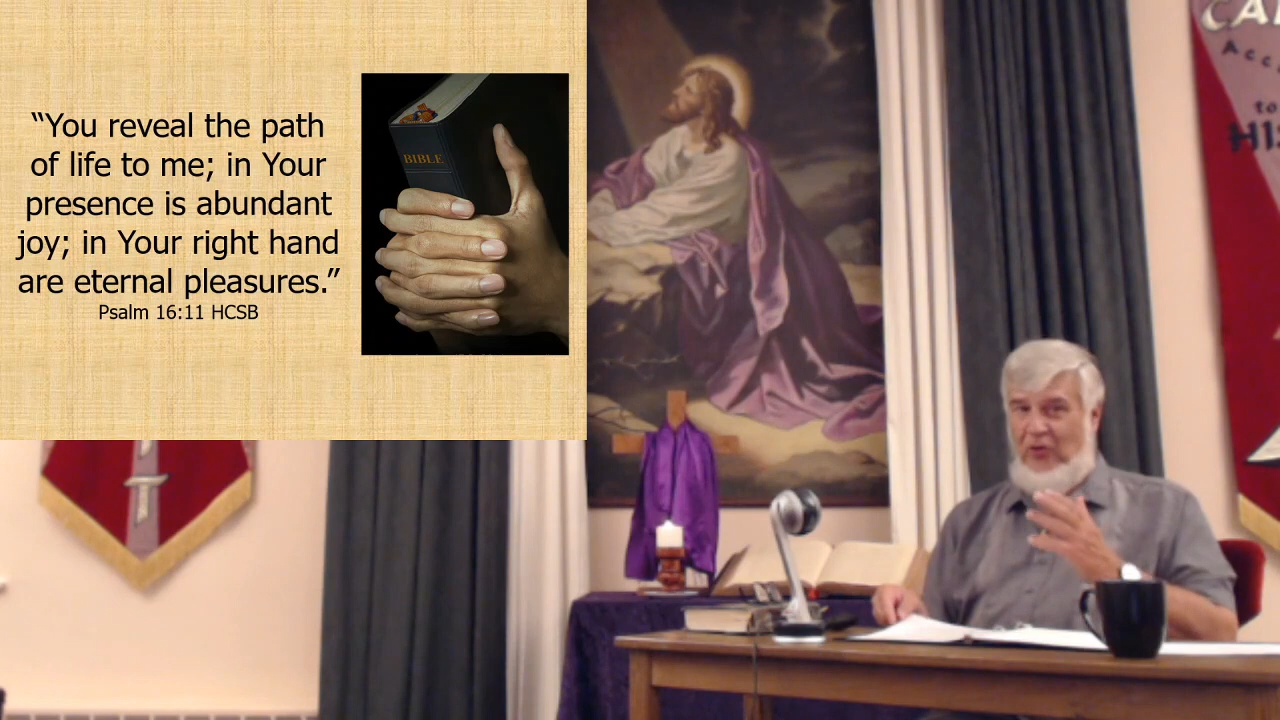 “You reveal the path
of life to me; in Your
presence is abundant
joy; in Your right hand
are eternal pleasures.”
Psalm 16:11 HCSB
BIBLE